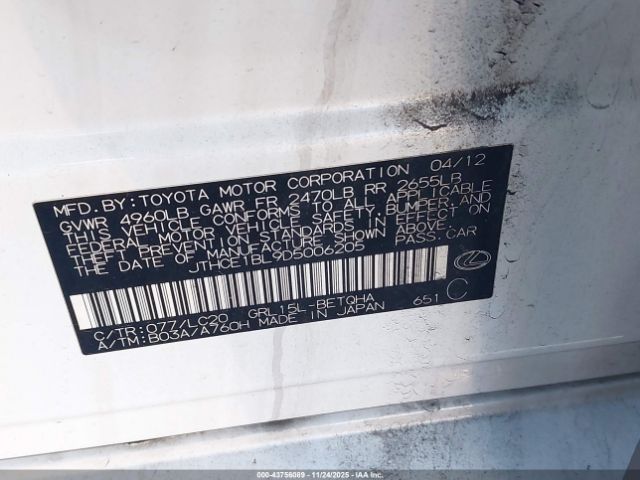 MFD. BY: TOYOTA MOTOR CORPORATION 04/12
GVWR 4960LB GAWR FR 2470LB RR 2655LB
THIS VEHICLE CONFORMS TO ALL APPLICABLE
FEDERAL MOTOR VEHICLE SAFETY, BUMPER, AND
THEFT PREVENTION STANDARDS IN EFFECT ON
THE DATE OF MANUFACTURE SHOWN ABOVE.
JTHCE1BL9D5006205 PASS. CAR
C/TR: 077/LC20 GRL15L-BETQHA 651 C
A/TM: B03A/A760H MADE IN JAPAN
000-43756089 | 11/24/2025 | IAA Inc.